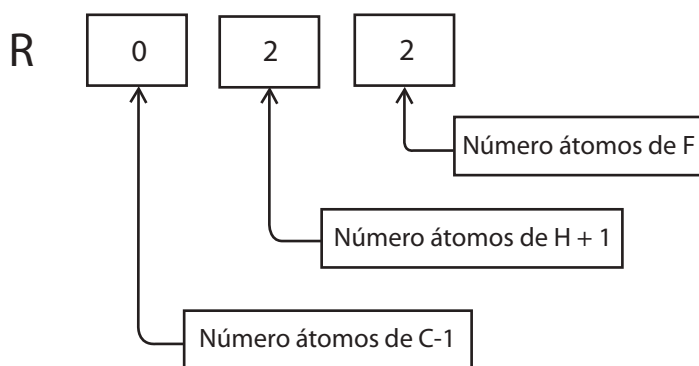 R 0 2 2
Número átomos de F
Número átomos de H + 1
Número átomos de C-1